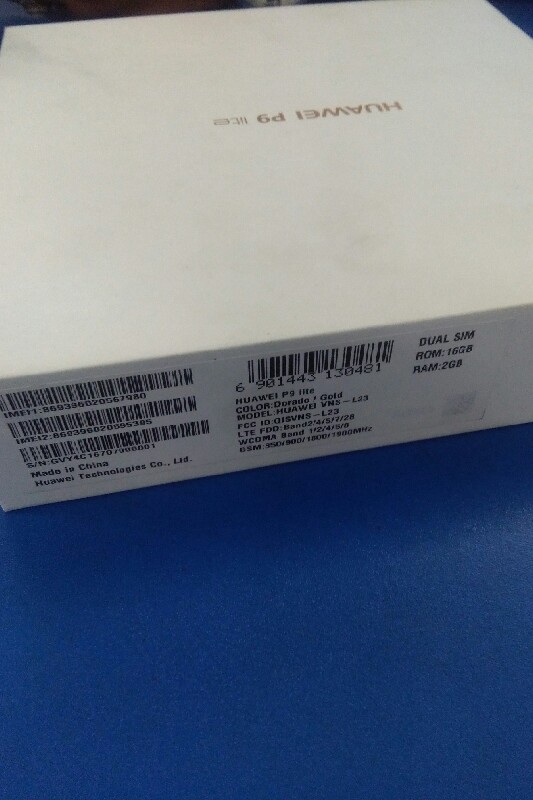 HUAWEI P9 lite
6 901443 130481
HUAWEI P9 lite
COLOR:Dorado / Gold
MODEL:HUAWEI VNS-L23
FCC ID:QISVNS-L23
LTE FDD:Band2/4/5/7/28
WCDMA Band 1/2/4/5/8
GSM:850/900/1800/1900MHz
DUAL SIM
ROM:16GB
RAM:2GB
IMEI1:
IMEI2:
S/N:
Made in China
Huawei Technologies Co., Ltd.